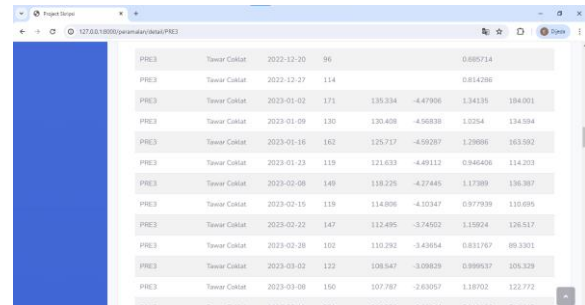 Project Skripsi
127.0.0.1:8000/peramalan/detail/PRE3
Dijeda
PRE3 Tawar Coklat 2022-12-20 96 0.685714
PRE3 Tawar Coklat 2022-12-27 114 0.814286
PRE3 Tawar Coklat 2023-01-02 171 135.334 -4.47906 1.34135 184.001
PRE3 Tawar Coklat 2023-01-09 130 130.408 -4.56838 1.0254 134.594
PRE3 Tawar Coklat 2023-01-16 162 125.717 -4.59287 1.29886 163.592
PRE3 Tawar Coklat 2023-01-23 119 121.633 -4.49112 0.946406 114.203
PRE3 Tawar Coklat 2023-02-08 149 118.225 -4.27445 1.17389 136.387
PRE3 Tawar Coklat 2023-02-15 119 114.806 -4.10347 0.977939 110.695
PRE3 Tawar Coklat 2023-02-22 147 112.495 -3.74502 1.15924 126.517
PRE3 Tawar Coklat 2023-02-28 102 110.292 -3.43654 0.831767 89.3301
PRE3 Tawar Coklat 2023-03-02 122 108.547 -3.09829 0.999537 105.329
PRE3 Tawar Coklat 2023-03-08 150 107.787 -2.63057 1.18702 122.772